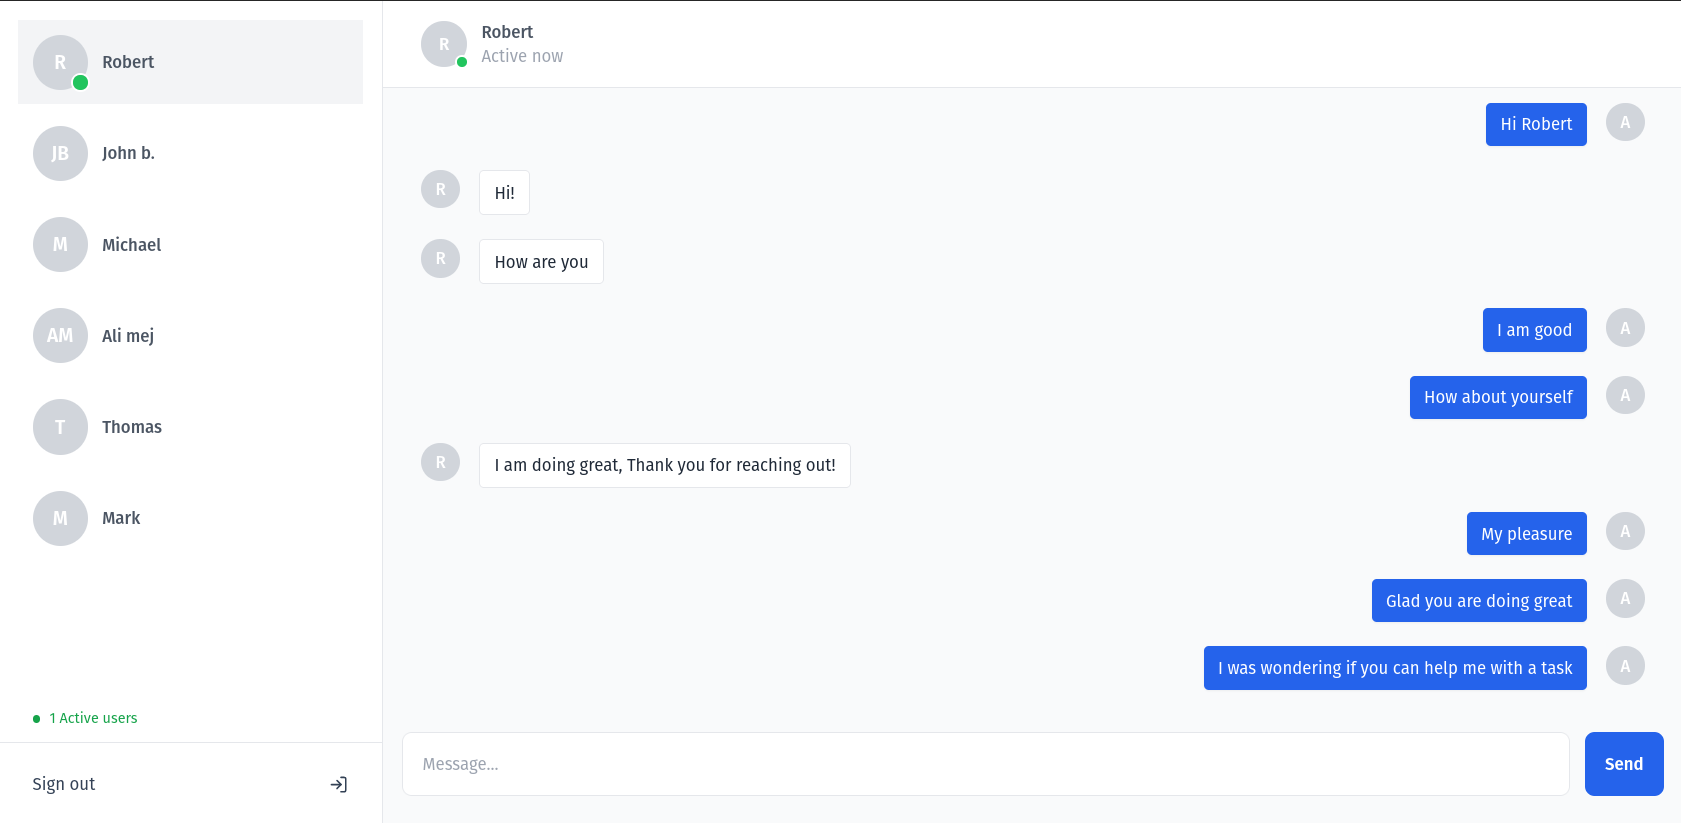 R
Robert
JB
John b.
M
Michael
AM
Ali mej
T
Thomas
M
Mark
1 Active users
Sign out
R
Robert
Active now
Hi Robert
A
R
Hi!
R
How are you
I am good
A
How about yourself
A
R
I am doing great, Thank you for reaching out!
My pleasure
A
Glad you are doing great
A
I was wondering if you can help me with a task
A
Message...
Send